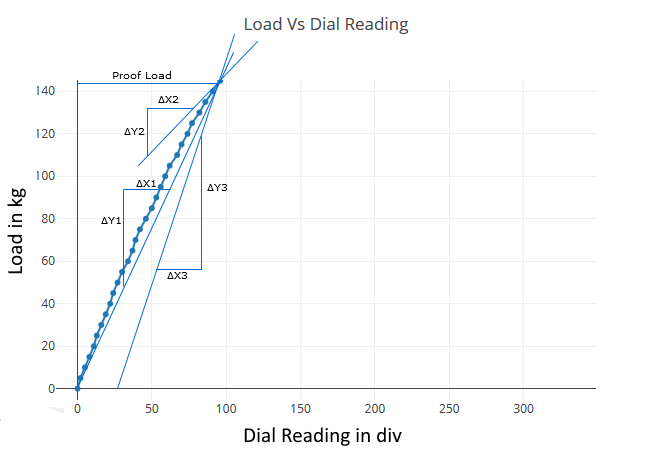 Load Vs Dial Reading
Proof Load
140
ΔX2
ΔY2
120
100
ΔX1
ΔY3
80
ΔY1
60
ΔX3
40
20
0
0 50 100 150 200 250 300
Load in kg
Dial Reading in div